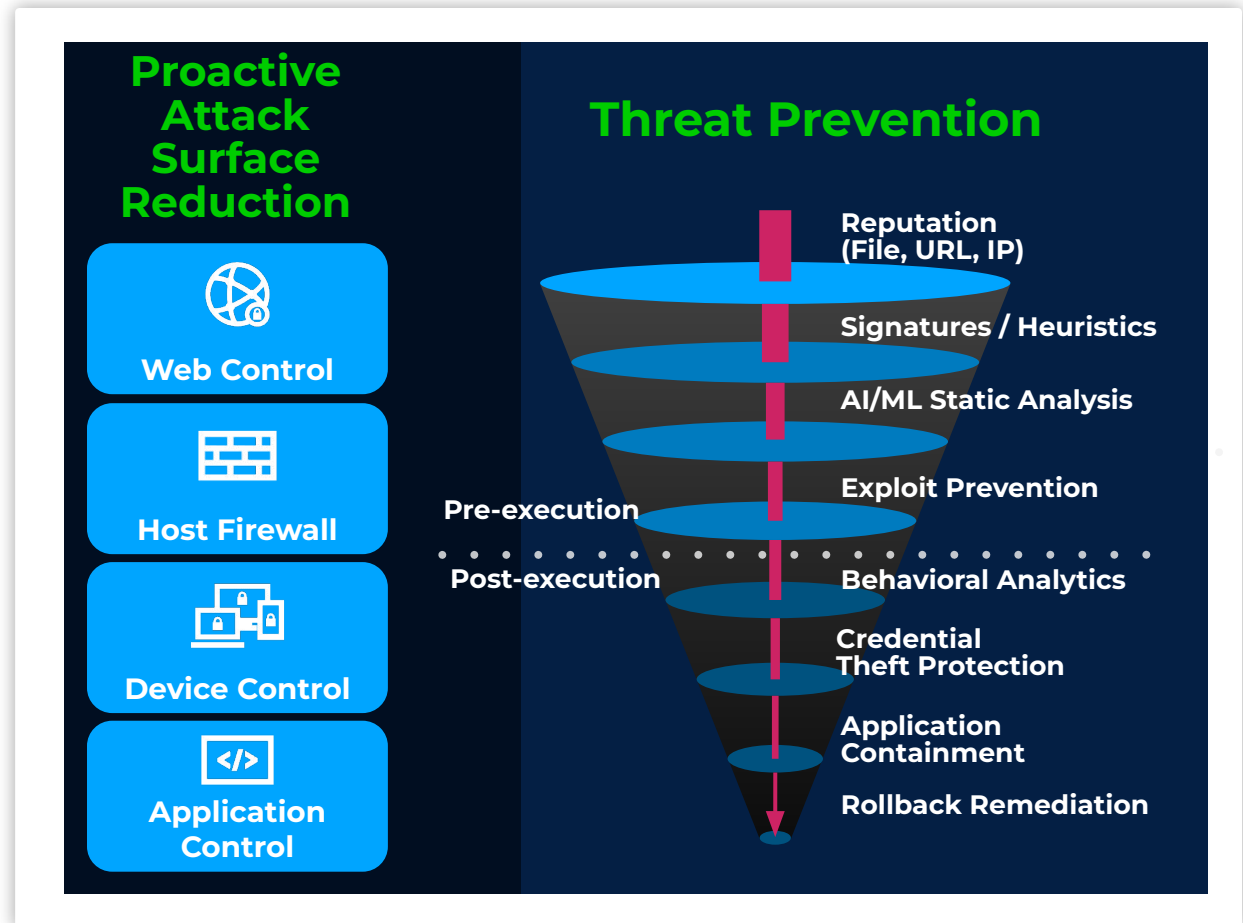 Proactive
Attack
Surface
Reduction
Web Control
Host Firewall
Device Control
</>
Application
Control
Threat Prevention
Reputation
(File, URL, IP)
Signatures / Heuristics
AI/ML Static Analysis
Exploit Prevention
Pre-execution
Post-execution
Behavioral Analytics
Credential
Theft Protection
Application
Containment
Rollback Remediation